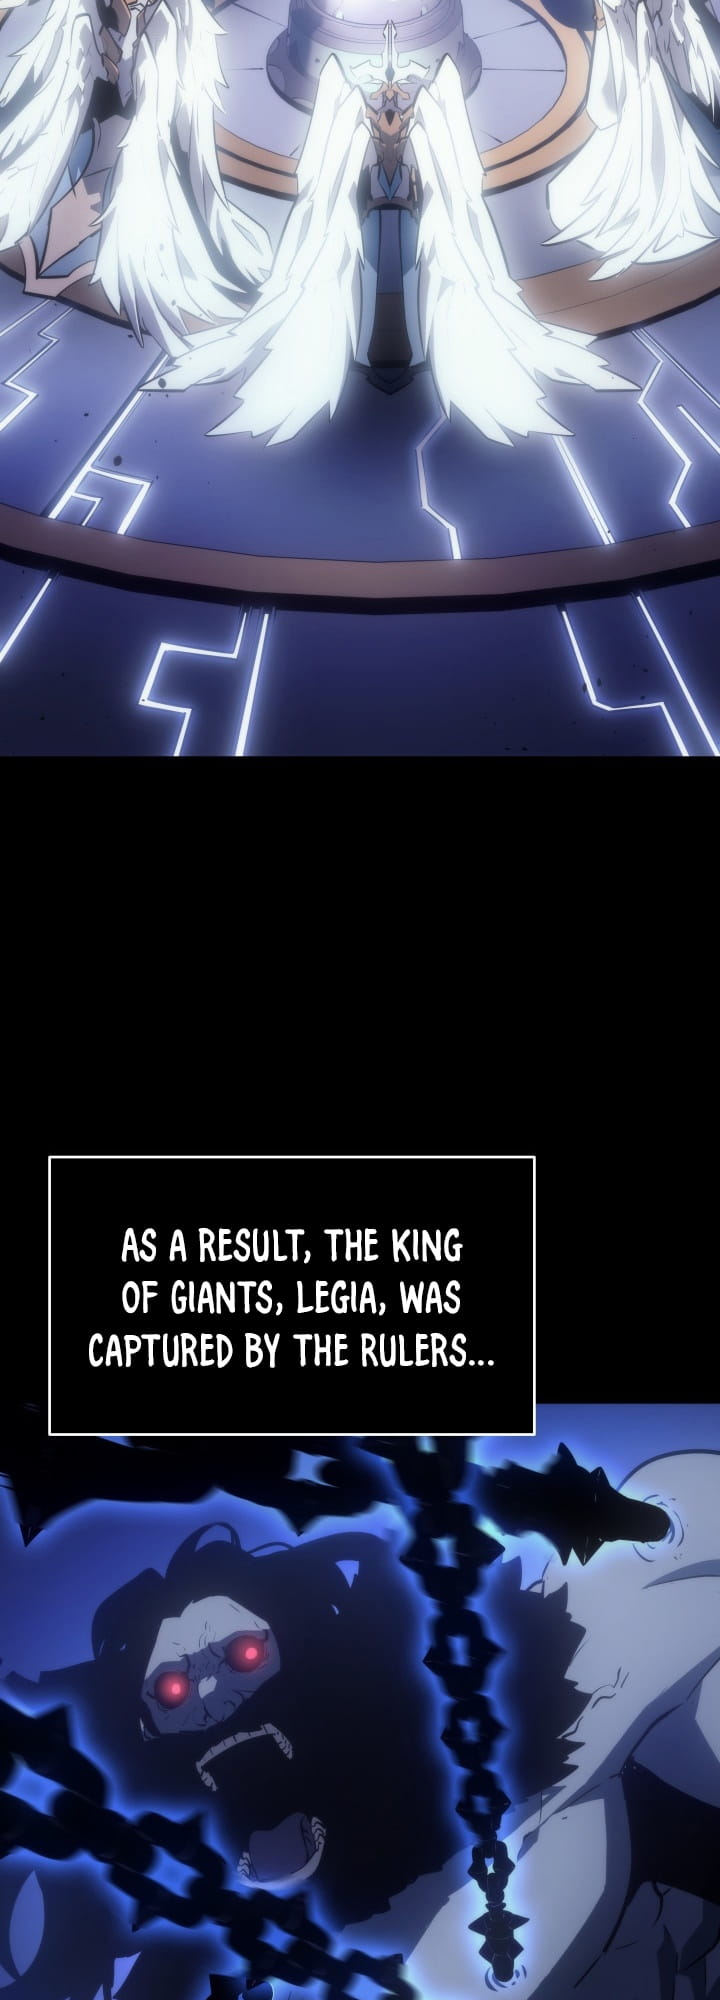 AS A RESULT, THE KING
OF GIANTS, LEGIA, WAS
CAPTURED BY THE RULERS...